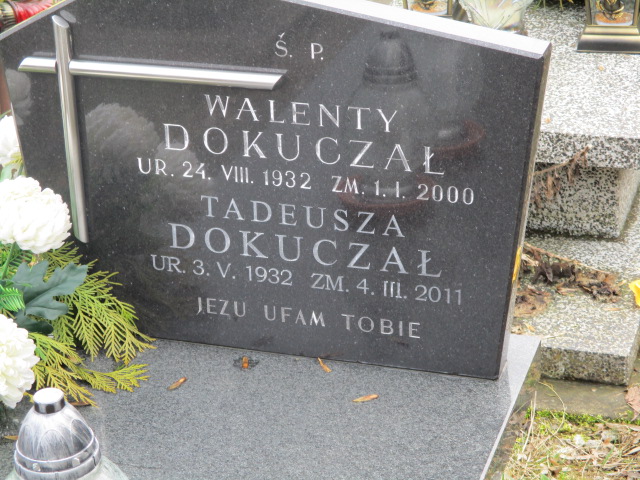 Ś. P.
WALENTY
DOKUCZAŁ
UR. 24. VIII. 1932 ZM. 1. I. 2000
TADEUSZA
DOKUCZAŁ
UR. 3. V. 1932 ZM. 4. III. 2011
JEZU UFAM TOBIE